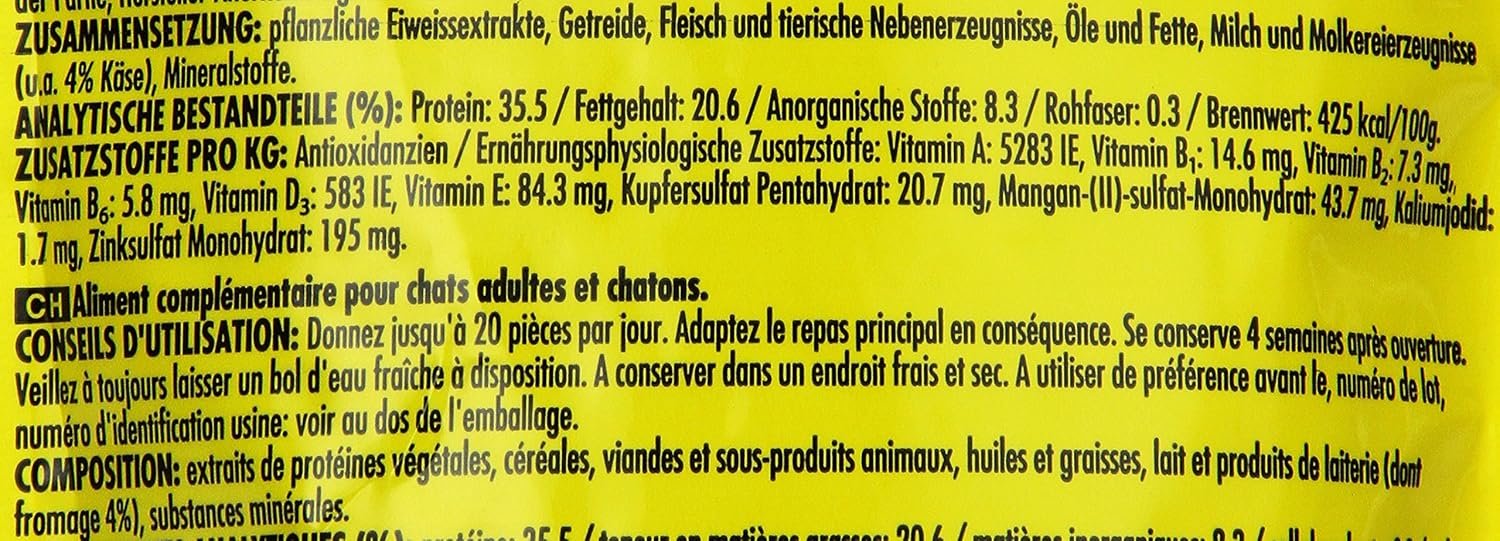 ZUSAMMENSETZUNG: pflanzliche Eiweissextrakte, Getreide, Fleisch und tierische Nebenerzeugnisse, Öle und Fette, Milch und Molkereierzeugnisse
(u.a. 4% Käse), Mineralstoffe.
ANALYTISCHE BESTANDTEILE (%): Protein: 35.5 / Fettgehalt: 20.6 / Anorganische Stoffe: 8.3 / Rohfaser: 0.3 / Brennwert: 425 kcal/100g.
ZUSATZSTOFFE PRO KG: Antioxidanzien / Ernährungsphysiologische Zusatzstoffe: Vitamin A: 5283 IE, Vitamin B₁: 14.6 mg, Vitamin B₂: 7.3 mg,
Vitamin B₆: 5.8 mg, Vitamin D₃: 583 IE, Vitamin E: 84.3 mg, Kupfersulfat Pentahydrat: 20.7 mg, Mangan-(II)-sulfat-Monohydrat: 43.7 mg, Kaliumjodid:
1.7 mg, Zinksulfat Monohydrat: 195 mg.
CH Aliment complémentaire pour chats adultes et chatons.
CONSEILS D'UTILISATION: Donnez jusqu'à 20 pièces par jour. Adaptez le repas principal en conséquence. Se conserve 4 semaines après ouverture.
Veillez à toujours laisser un bol d'eau fraîche à disposition. A conserver dans un endroit frais et sec. A utiliser de préférence avant le, numéro de lot,
numéro d'identification usine: voir au dos de l'emballage.
COMPOSITION: extraits de protéines végétales, céréales, viandes et sous-produits animaux, huiles et graisses, lait et produits de laiterie (dont
fromage 4%), substances minérales.